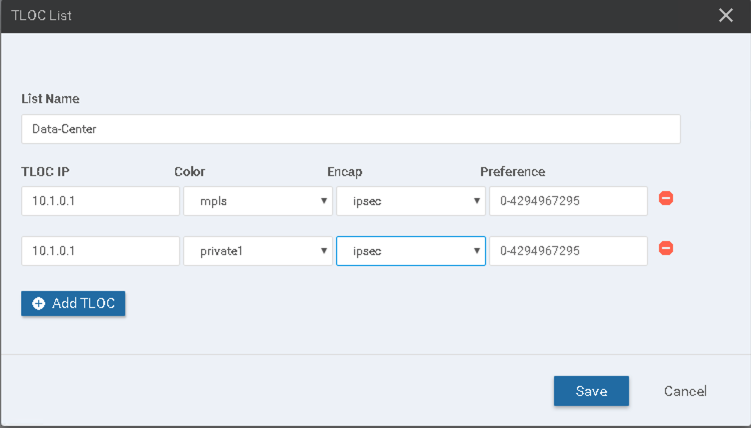 TLOC List
List Name
Data-Center
TLOC IP Color Encap Preference
10.1.0.1 mpls ipsec 0-4294967295
10.1.0.1 private1 ipsec 0-4294967295
Add TLOC
Save Cancel